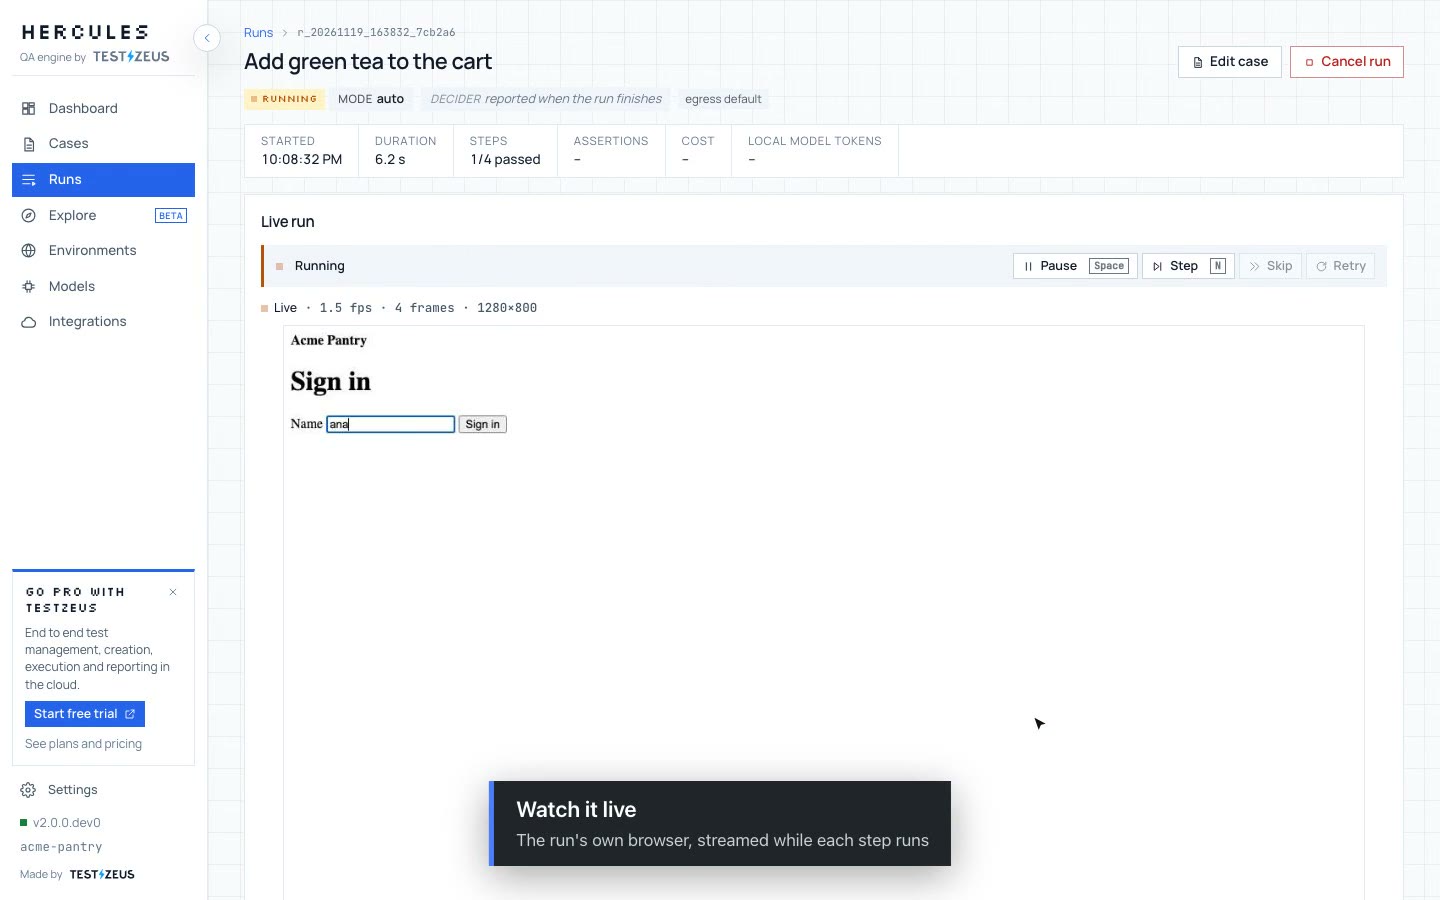 HERCULES
QA engine by TESTZEUS
Dashboard
Cases
Runs
Explore BETA
Environments
Models
Integrations
GO PRO WITH
TESTZEUS
End to end test
management, creation,
execution and reporting in
the cloud.
Start free trial
See plans and pricing
Settings
v2.0.0.dev0
acme-pantry
Made by TESTZEUS
Runs > r_20261119_163832_7cb2a6
Add green tea to the cart
Edit case
Cancel run
RUNNING
MODE auto
DECIDER reported when the run finishes
egress default
STARTED
10:08:32 PM
DURATION
6.2 s
STEPS
1/4 passed
ASSERTIONS
–
COST
–
LOCAL MODEL TOKENS
–
Live run
Running
Pause Space
Step N
Skip
Retry
Live · 1.5 fps · 4 frames · 1280×800
Acme Pantry
Sign in
Name ana Sign in
Watch it live
The run's own browser, streamed while each step runs